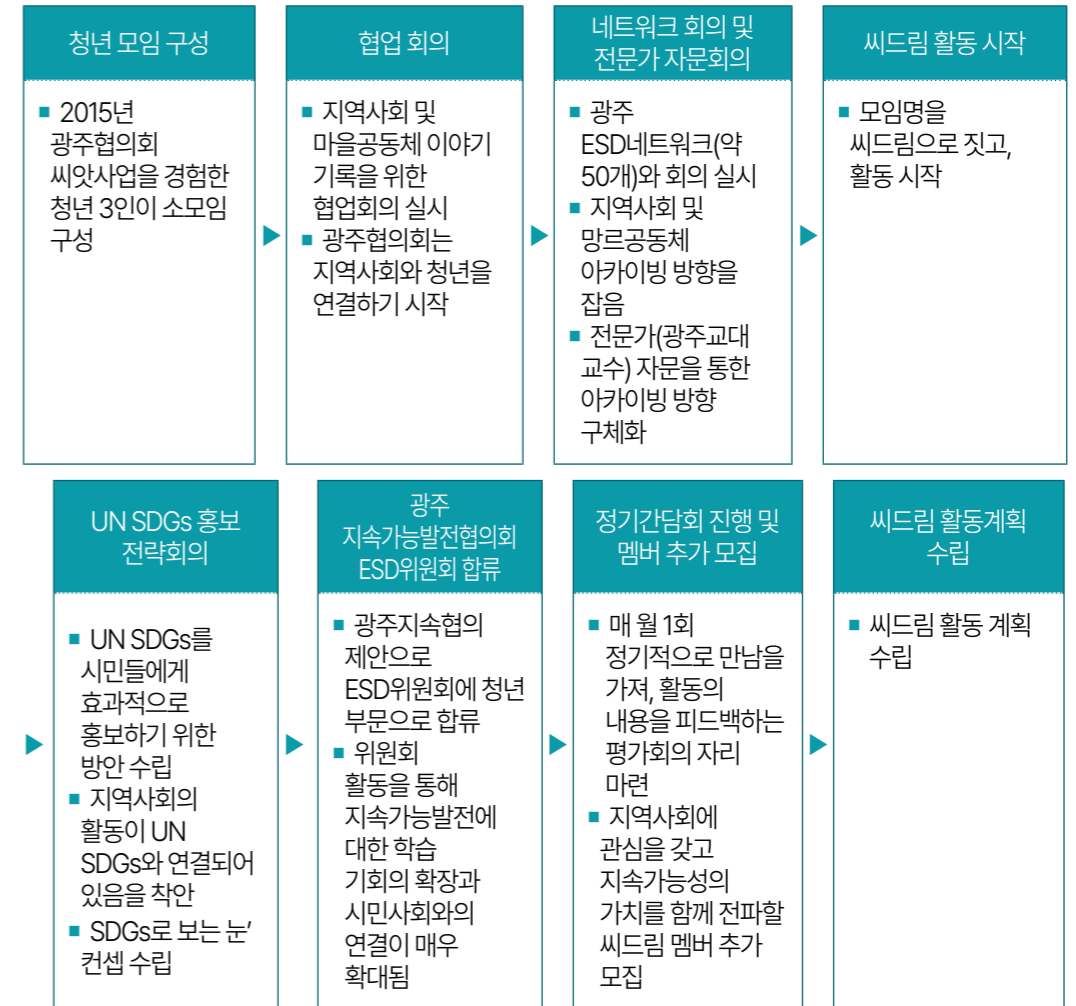 청년 모임 구성
■ 2015년
광주협의회
씨앗사업을 경험한
청년 3인이 소모임
구성
협업 회의
■ 지역사회 및
마을공동체 이야기
기록을 위한
협업회의 실시
■ 광주협의회는
지역사회와 청년을
연결하기 시작
네트워크 회의 및
전문가 자문회의
■ 광주
ESD네트워크(약
50개)와 회의 실시
■ 지역사회 및
망르공동체
아카이빙 방향을
잡음
■ 전문가(광주교대
교수) 자문을 통한
아카이빙 방향
구체화
씨드림 활동 시작
■ 모임명을
씨드림으로 짓고,
활동 시작
UN SDGs 홍보
전략회의
■ UN SDGs를
시민들에게
효과적으로
홍보하기 위한
방안 수립
■ 지역사회의
활동이 UN
SDGs와 연결되어
있음을 착안
■ SDGs로 보는 눈’
컨셉 수립
광주
지속가능발전협의회
ESD위원회 합류
■ 광주지속협의
제안으로
ESD위원회에 청년
부문으로 합류
■ 위원회
활동을 통해
지속가능발전에
대한 학습
기회의 확장과
시민사회와의
연결이 매우
확대됨
정기간담회 진행 및
멤버 추가 모집
■ 매 월 1회
정기적으로 만남을
가져, 활동의
내용을 피드백하는
평가회의 자리
마련
■ 지역사회에
관심을 갖고
지속가능성의
가치를 함께 전파할
씨드림 멤버 추가
모집
씨드림 활동계획
수립
■ 씨드림 활동 계획
수립